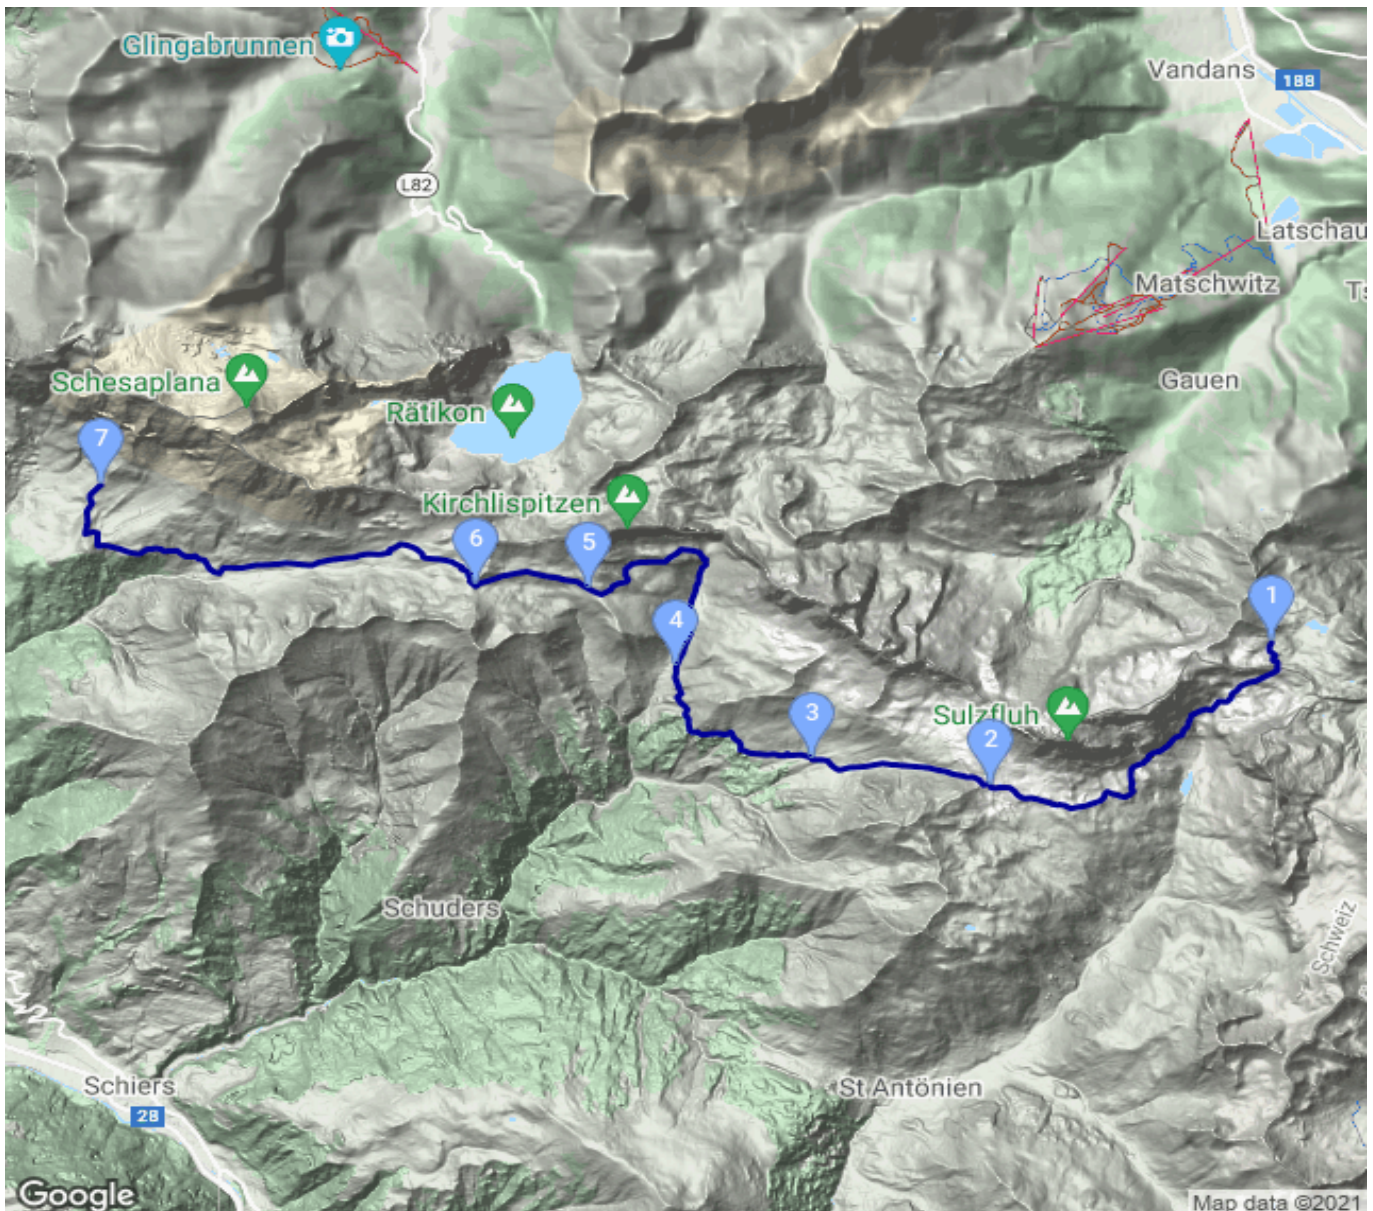 Glingabrunnen
Vandans
188
L82
Latschau
Matschwitz
Ts
Schesaplana
Gauen
Rätikon
7
Kirchlispitzen
6
5
1
4
Sulzfluh
3
2
Schuders
Schweiz
Schiers
St Antönien
28
Google
Map data ©2021